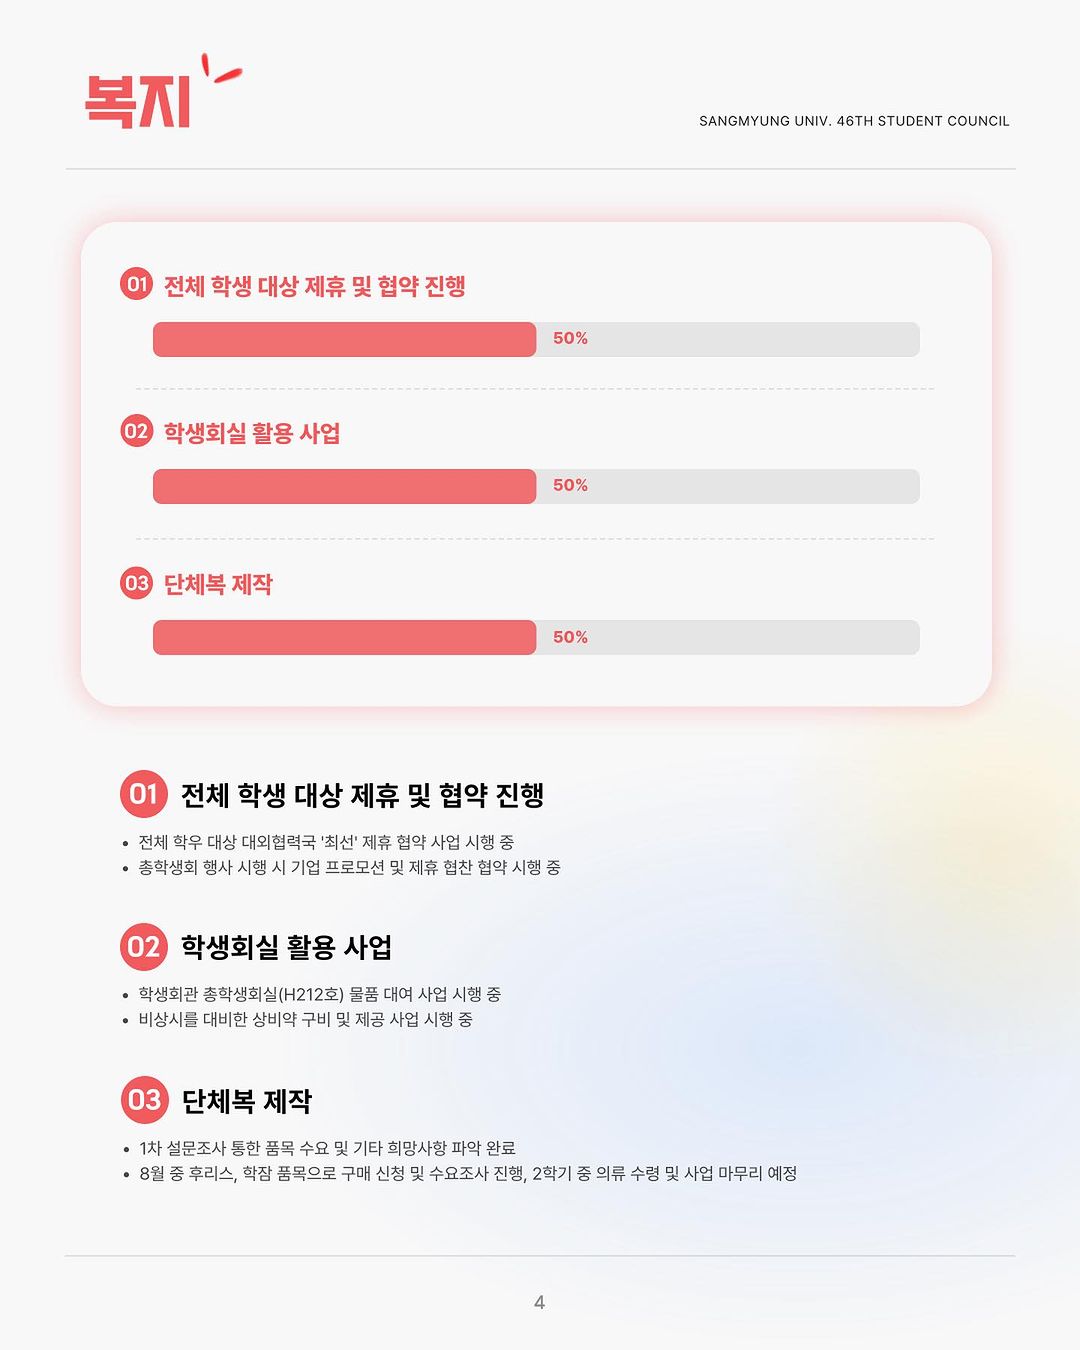 복지
SANGMYUNG UNIV. 46TH STUDENT COUNCIL
01 전체 학생 대상 제휴 및 협약 진행
50%
02 학생회실 활용 사업
50%
03 단체복 제작
50%
01 전체 학생 대상 제휴 및 협약 진행
• 전체 학우 대상 대외협력국 '최선' 제휴 협약 사업 시행 중
• 총학생회 행사 시행 시 기업 프로모션 및 제휴 협찬 협약 시행 중
02 학생회실 활용 사업
• 학생회관 총학생회실(H212호) 물품 대여 사업 시행 중
• 비상시를 대비한 상비약 구비 및 제공 사업 시행 중
03 단체복 제작
• 1차 설문조사 통한 품목 수요 및 기타 희망사항 파악 완료
• 8월 중 후리스, 학잠 품목으로 구매 신청 및 수요조사 진행, 2학기 중 의류 수령 및 사업 마무리 예정
4